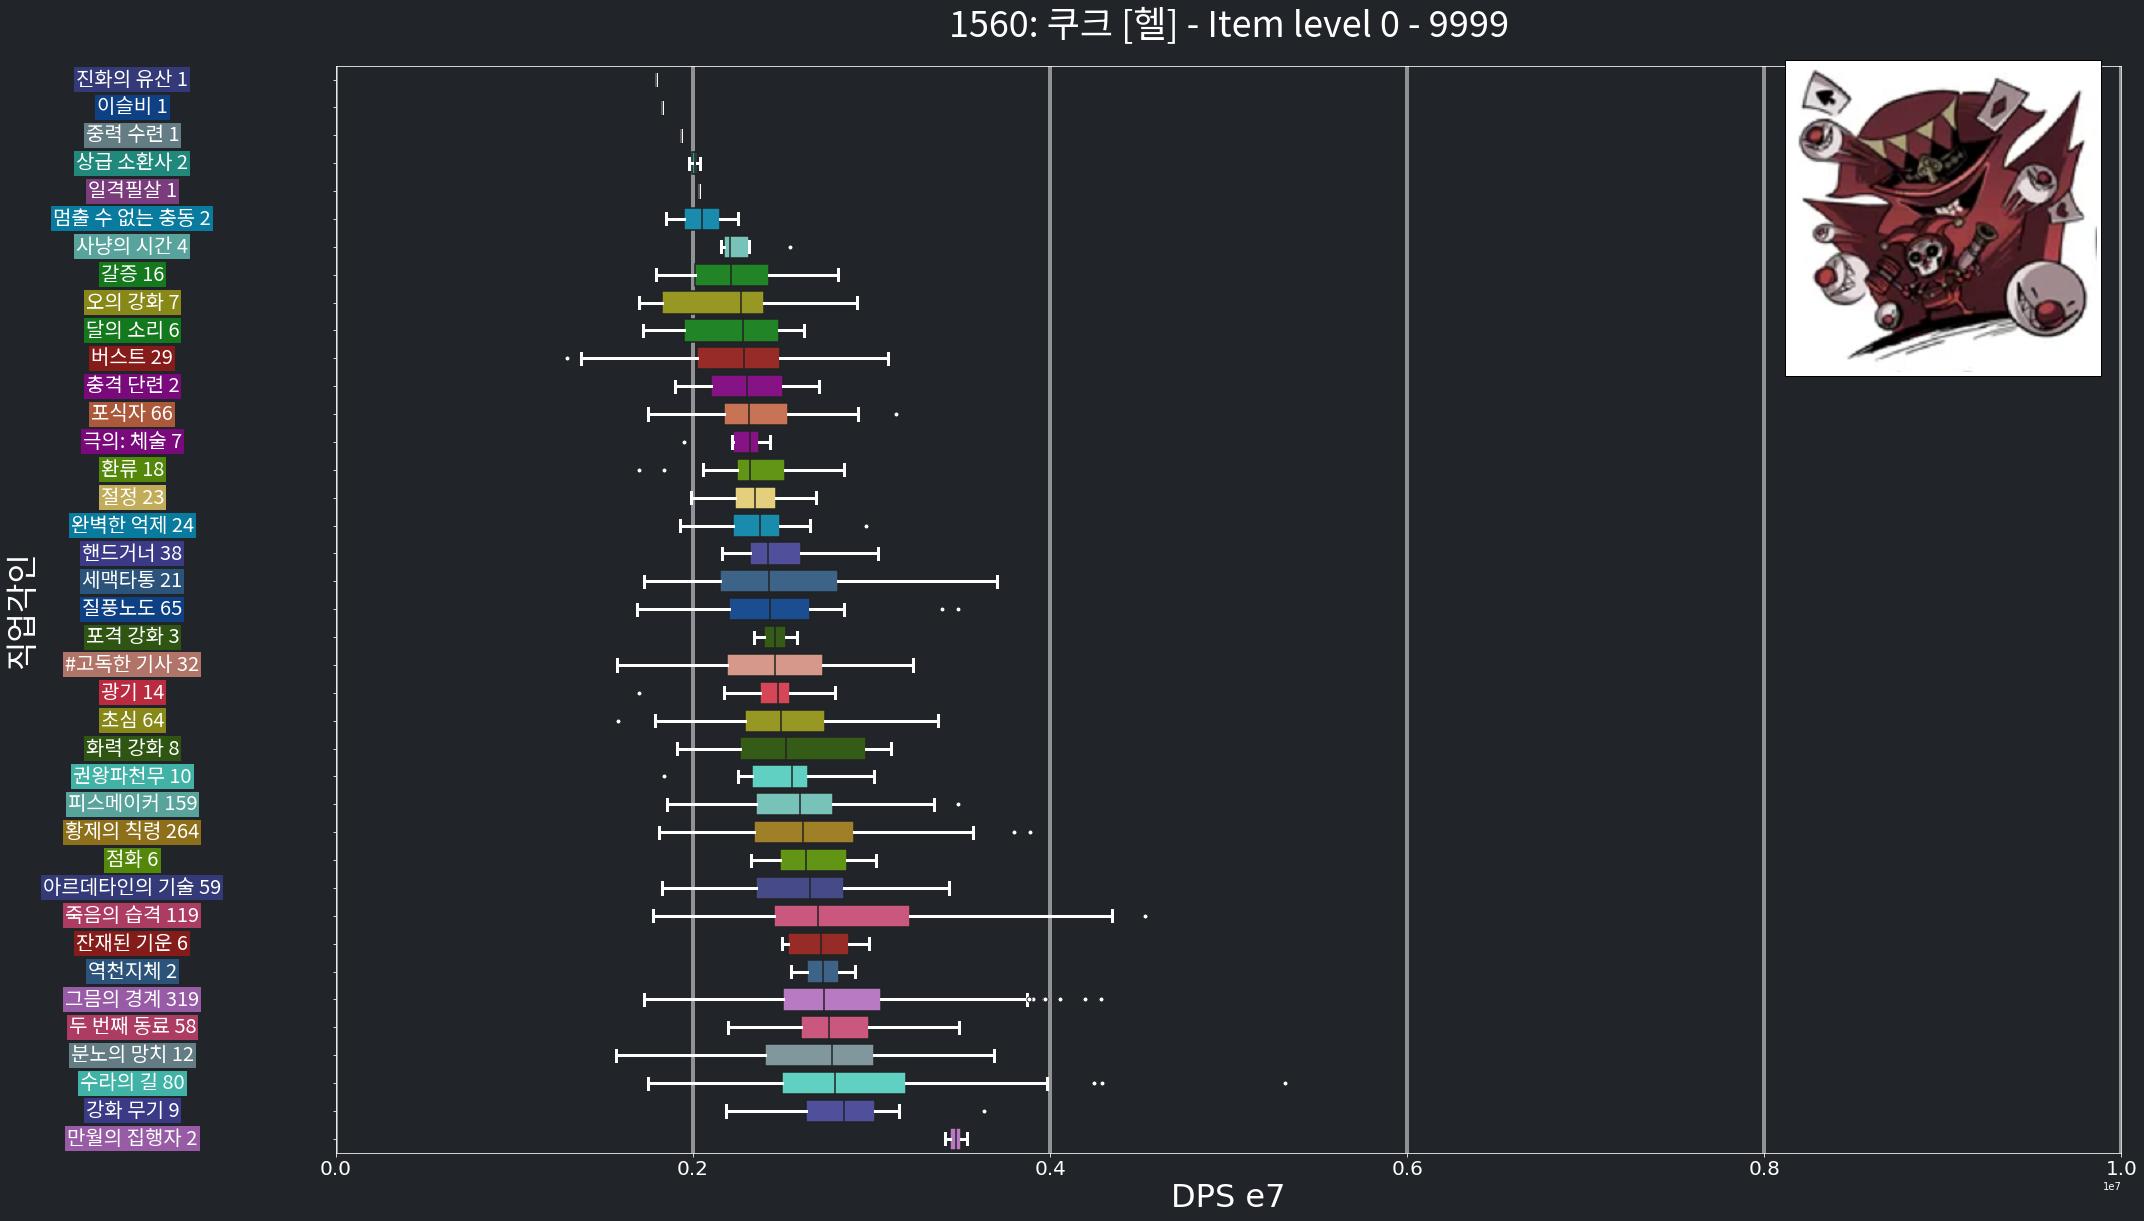 1560: 쿠크 [헬] - Item level 0 - 9999
진화의 유산 1
이슬비 1
중력 수련 1
상급 소환사 2
일격필살 1
멈출 수 없는 충동 2
사냥의 시간 4
갈증 16
오의 강화 7
달의 소리 6
버스트 29
충격 단련 2
포식자 66
극의: 체술 7
환류 18
절정 23
완벽한 억제 24
핸드거너 38
세맥타통 21
질풍노도 65
포격 강화 3
#고독한 기사 32
광기 14
초심 64
화력 강화 8
권왕파천무 10
피스메이커 159
황제의 칙령 264
점화 6
아르데타인의 기술 59
죽음의 습격 119
잔재된 기운 6
역천지체 2
그믐의 경계 319
두 번째 동료 58
분노의 망치 12
수라의 길 80
강화 무기 9
만월의 집행자 2
직업각인
0.0 0.2 0.4 0.6 0.8 1.0
1e7
DPS e7